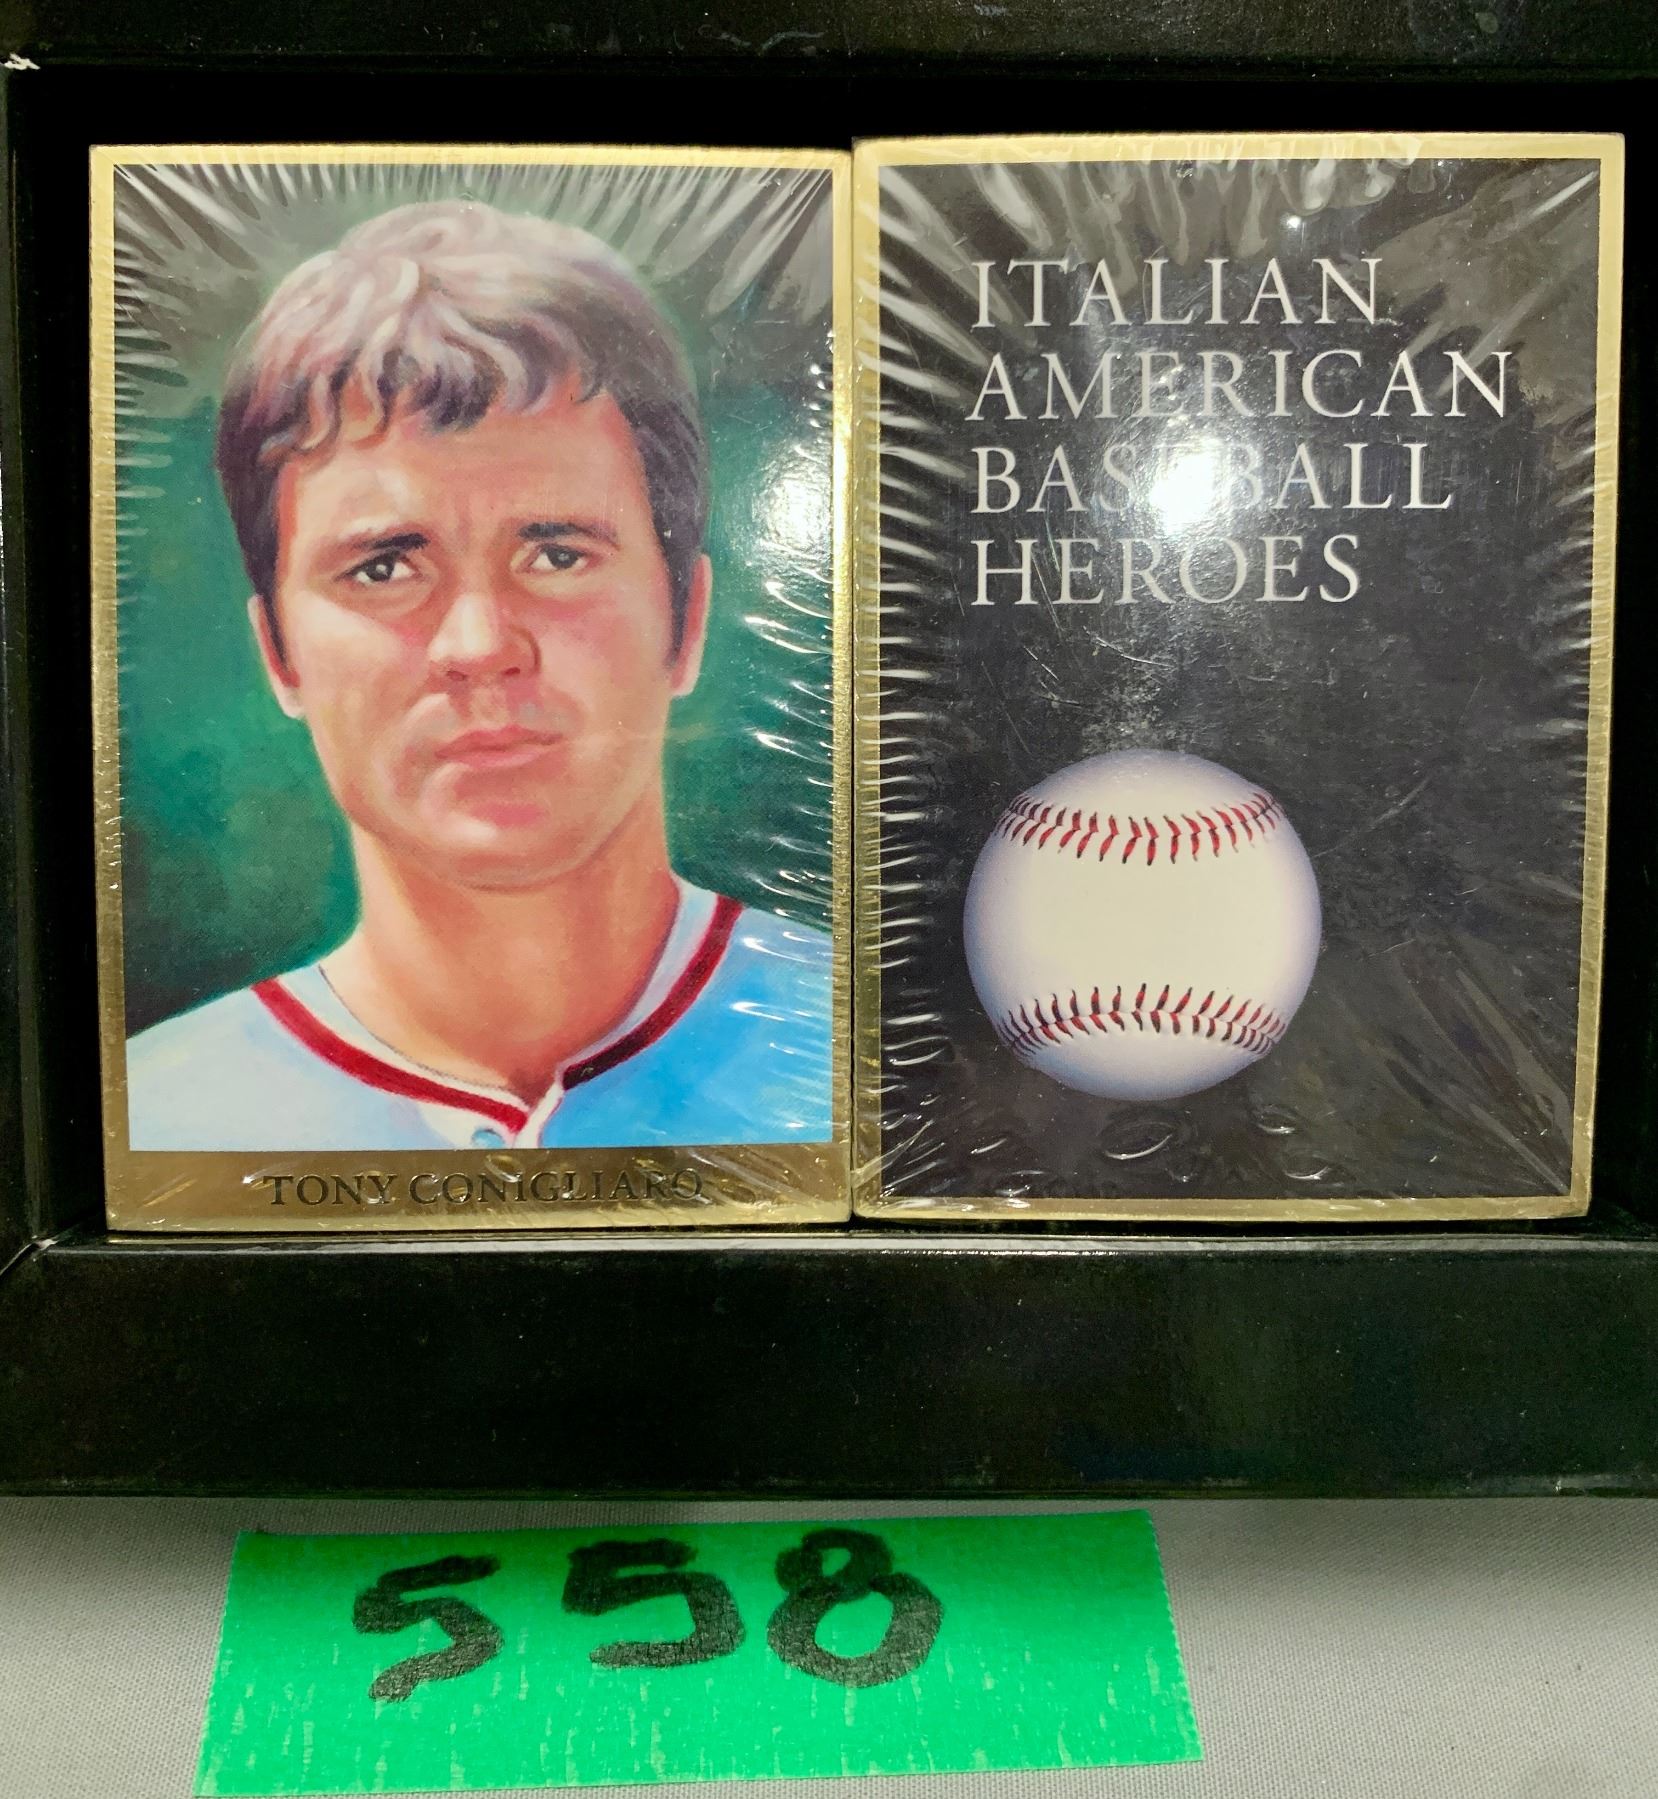 TONY CONIGLIARO
ITALIAN
AMERICAN
BASEBALL
HEROES
558